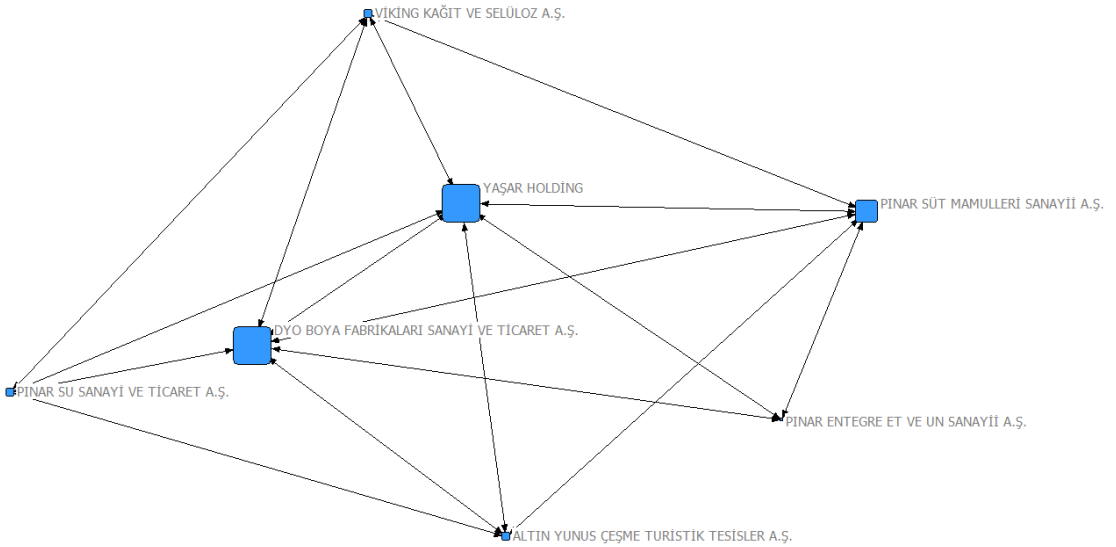 VİKİNG KAĞIT VE SELÜLOZ A.Ş.
YAŞAR HOLDİNG
PINAR SÜT MAMULLERİ SANAYİİ A.Ş.
DYO BOYA FABRİKALARI SANAYİ VE TİCARET A.Ş.
PINAR SU SANAYİ VE TİCARET A.Ş.
PINAR ENTEGRE ET VE UN SANAYİİ A.Ş.
ALTIN YUNUS ÇEŞME TURİSTİK TESİSLER A.Ş.